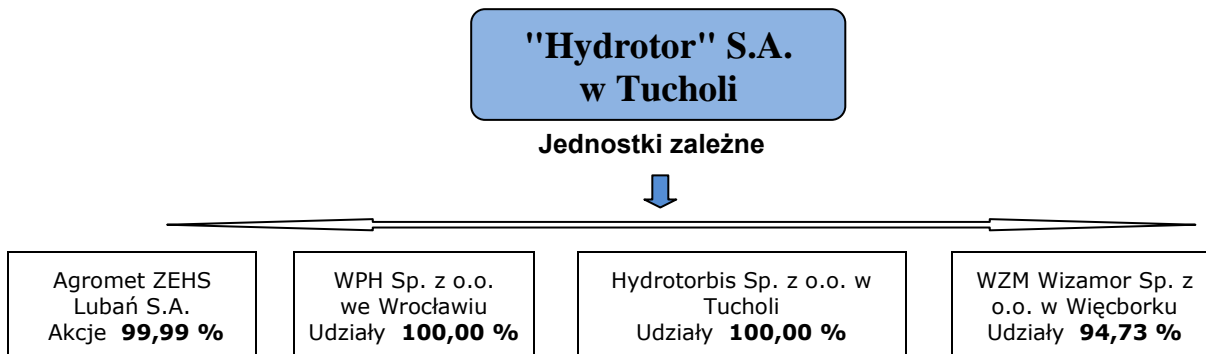 "Hydrotor" S.A.
w Tucholi
Jednostki zależne
Agromet ZEHS
Lubań S.A.
Akcje 99,99 %
WPH Sp. z o.o.
we Wrocławiu
Udziały 100,00 %
Hydrotorbis Sp. z o.o. w
Tucholi
Udziały 100,00 %
WZM Wizamor Sp. z
o.o. w Więcborku
Udziały 94,73 %